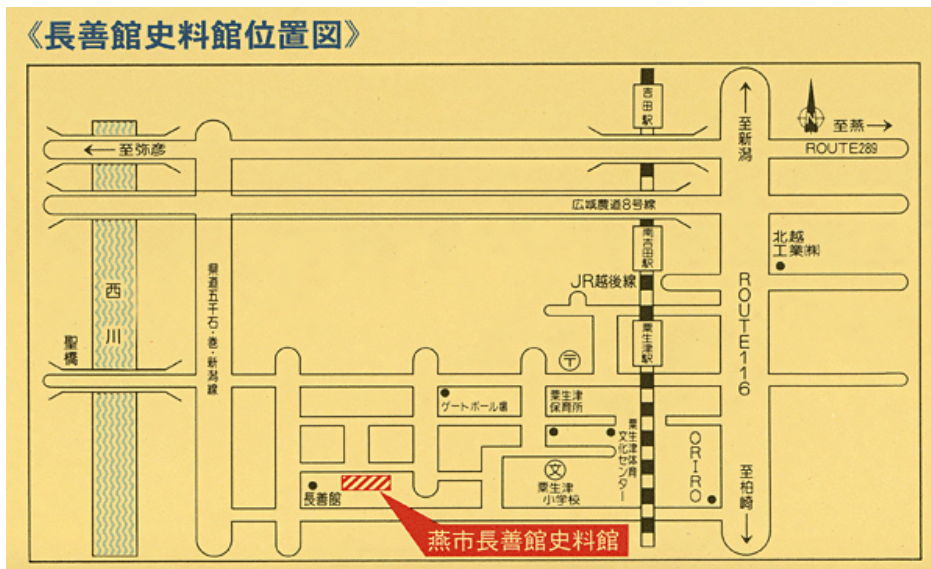 《長善館史料館位置図》
吉田駅
至新潟
N
至燕
ROUTE289
至弥彦
広域農道8号線
南吉田駅
北越
工業㈱
JR越後線
ROUTE116
県道五千石・巻・新潟線
西川
聖橋
粟生津駅
〒
ゲートボール場
粟生津
保育所
粟生津体育
文化センター
ORIRO
至柏崎
文
粟生津
小学校
長善館
燕市長善館史料館